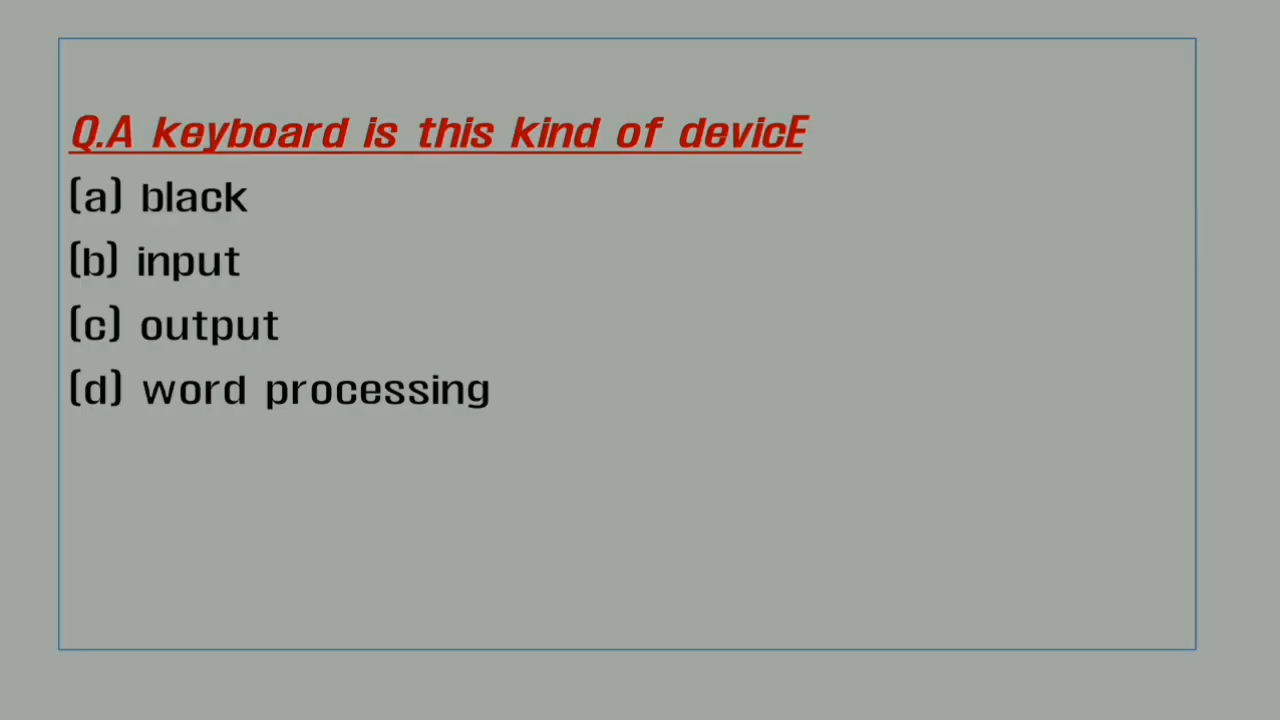 Q.A keyboard is this kind of devicE
(a) black
(b) input
(c) output
(d) word processing